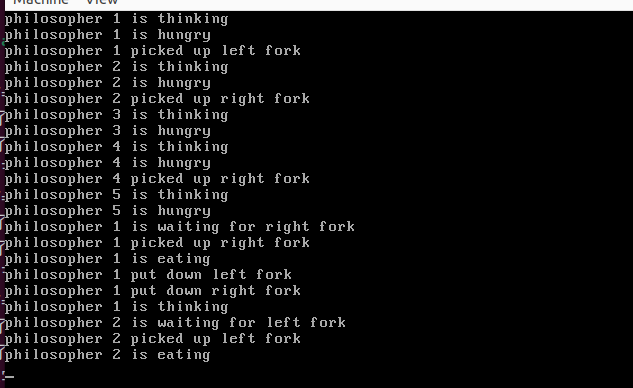 Machine View
philosopher 1 is thinking
philosopher 1 is hungry
philosopher 1 picked up left fork
philosopher 2 is thinking
philosopher 2 is hungry
philosopher 2 picked up right fork
philosopher 3 is thinking
philosopher 3 is hungry
philosopher 4 is thinking
philosopher 4 is hungry
philosopher 4 picked up right fork
philosopher 5 is thinking
philosopher 5 is hungry
philosopher 1 is waiting for right fork
philosopher 1 picked up right fork
philosopher 1 is eating
philosopher 1 put down left fork
philosopher 1 put down right fork
philosopher 1 is thinking
philosopher 2 is waiting for left fork
philosopher 2 picked up left fork
philosopher 2 is eating